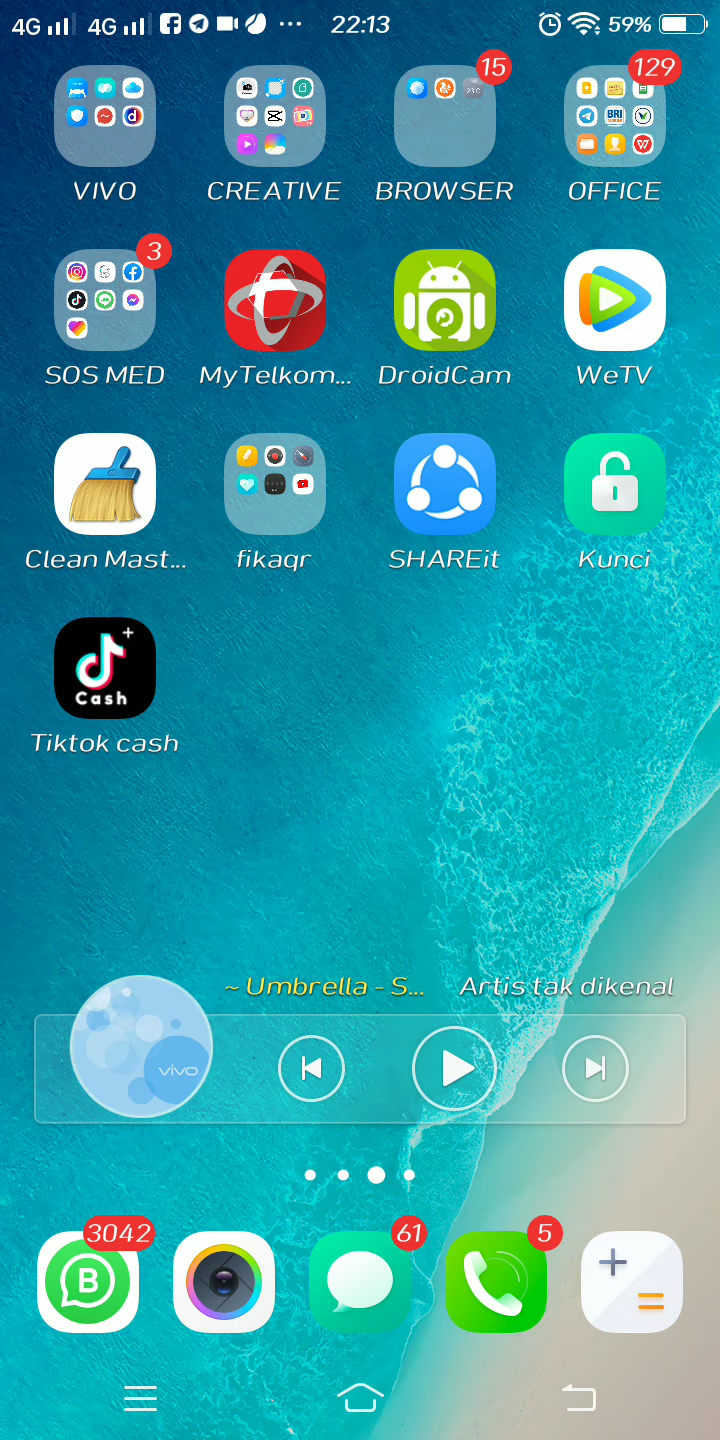 4G 4G 22:13 59%
15 129
VIVO CREATIVE BROWSER OFFICE
3
SOS MED MyTelkom... DroidCam WeTV
Clean Mast... fikaqr SHAREit Kunci
Cash
Tiktok cash
~ Umbrella - S... Artis tak dikenal
vivo
3042 61 5
B